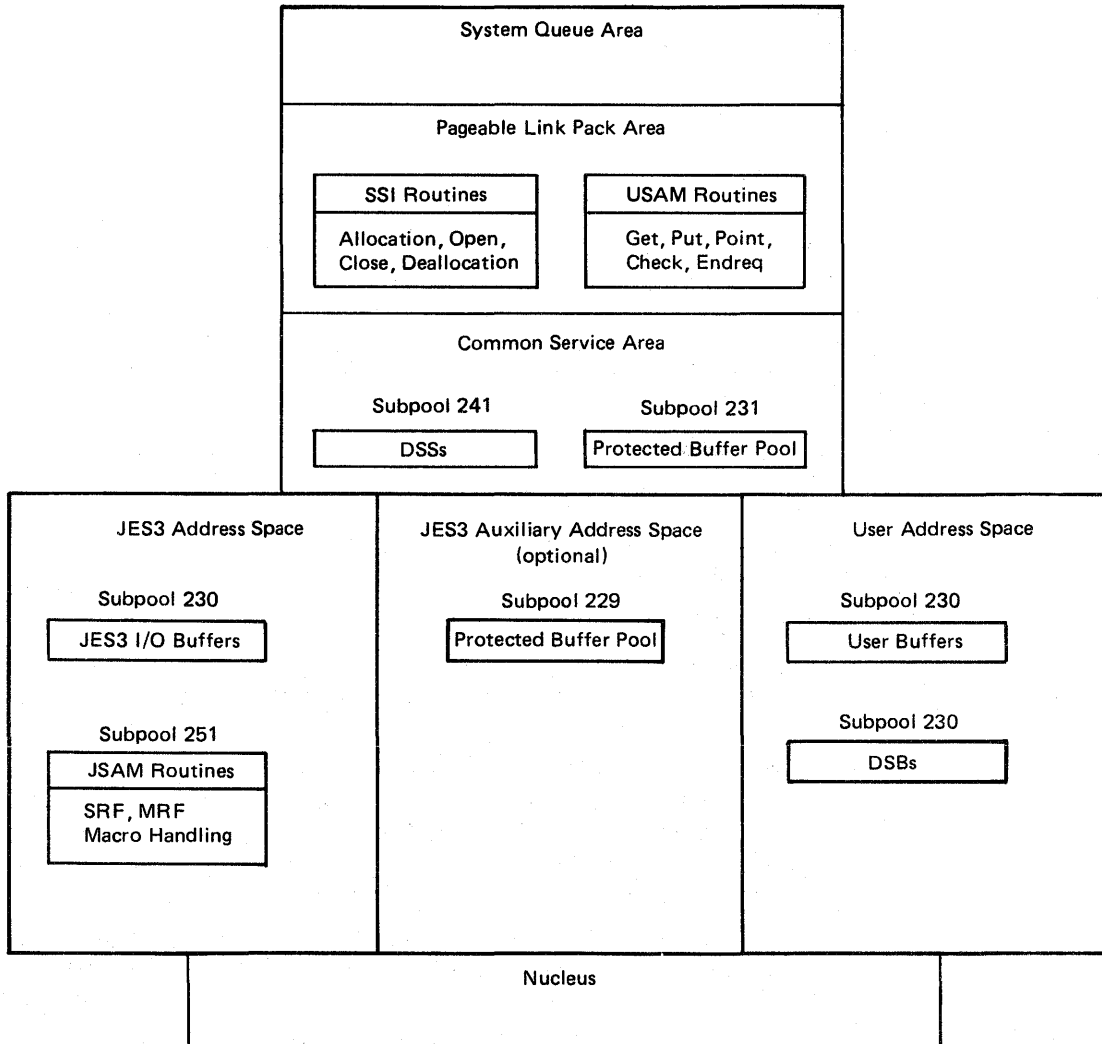 System Queue Area
Pageable Link Pack Area
SSI Routines
Allocation, Open,
Close, Deallocation
USAM Routines
Get, Put, Point,
Check, Endreq
Common Service Area
Subpool 241
DSSs
Subpool 231
Protected Buffer Pool
JES3 Address Space
Subpool 230
JES3 I/O Buffers
Subpool 251
JSAM Routines
SRF, MRF
Macro Handling
JES3 Auxiliary Address Space
(optional)
Subpool 229
Protected Buffer Pool
User Address Space
Subpool 230
User Buffers
Subpool 230
DSBs
Nucleus